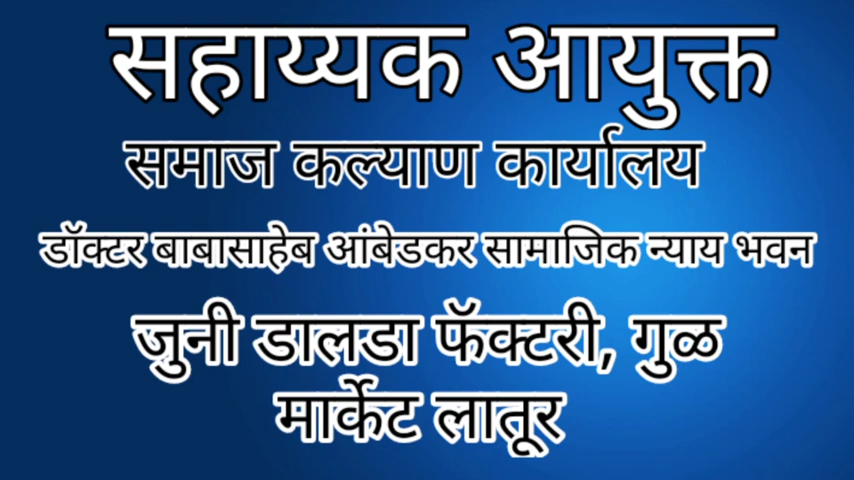 सहाय्यक आयुक्त
समाज कल्याण कार्यालय
डॉक्टर बाबासाहेब आंबेडकर सामाजिक न्याय भवन
जुनी डालडा फॅक्टरी, गुळ
मार्केट लातूर